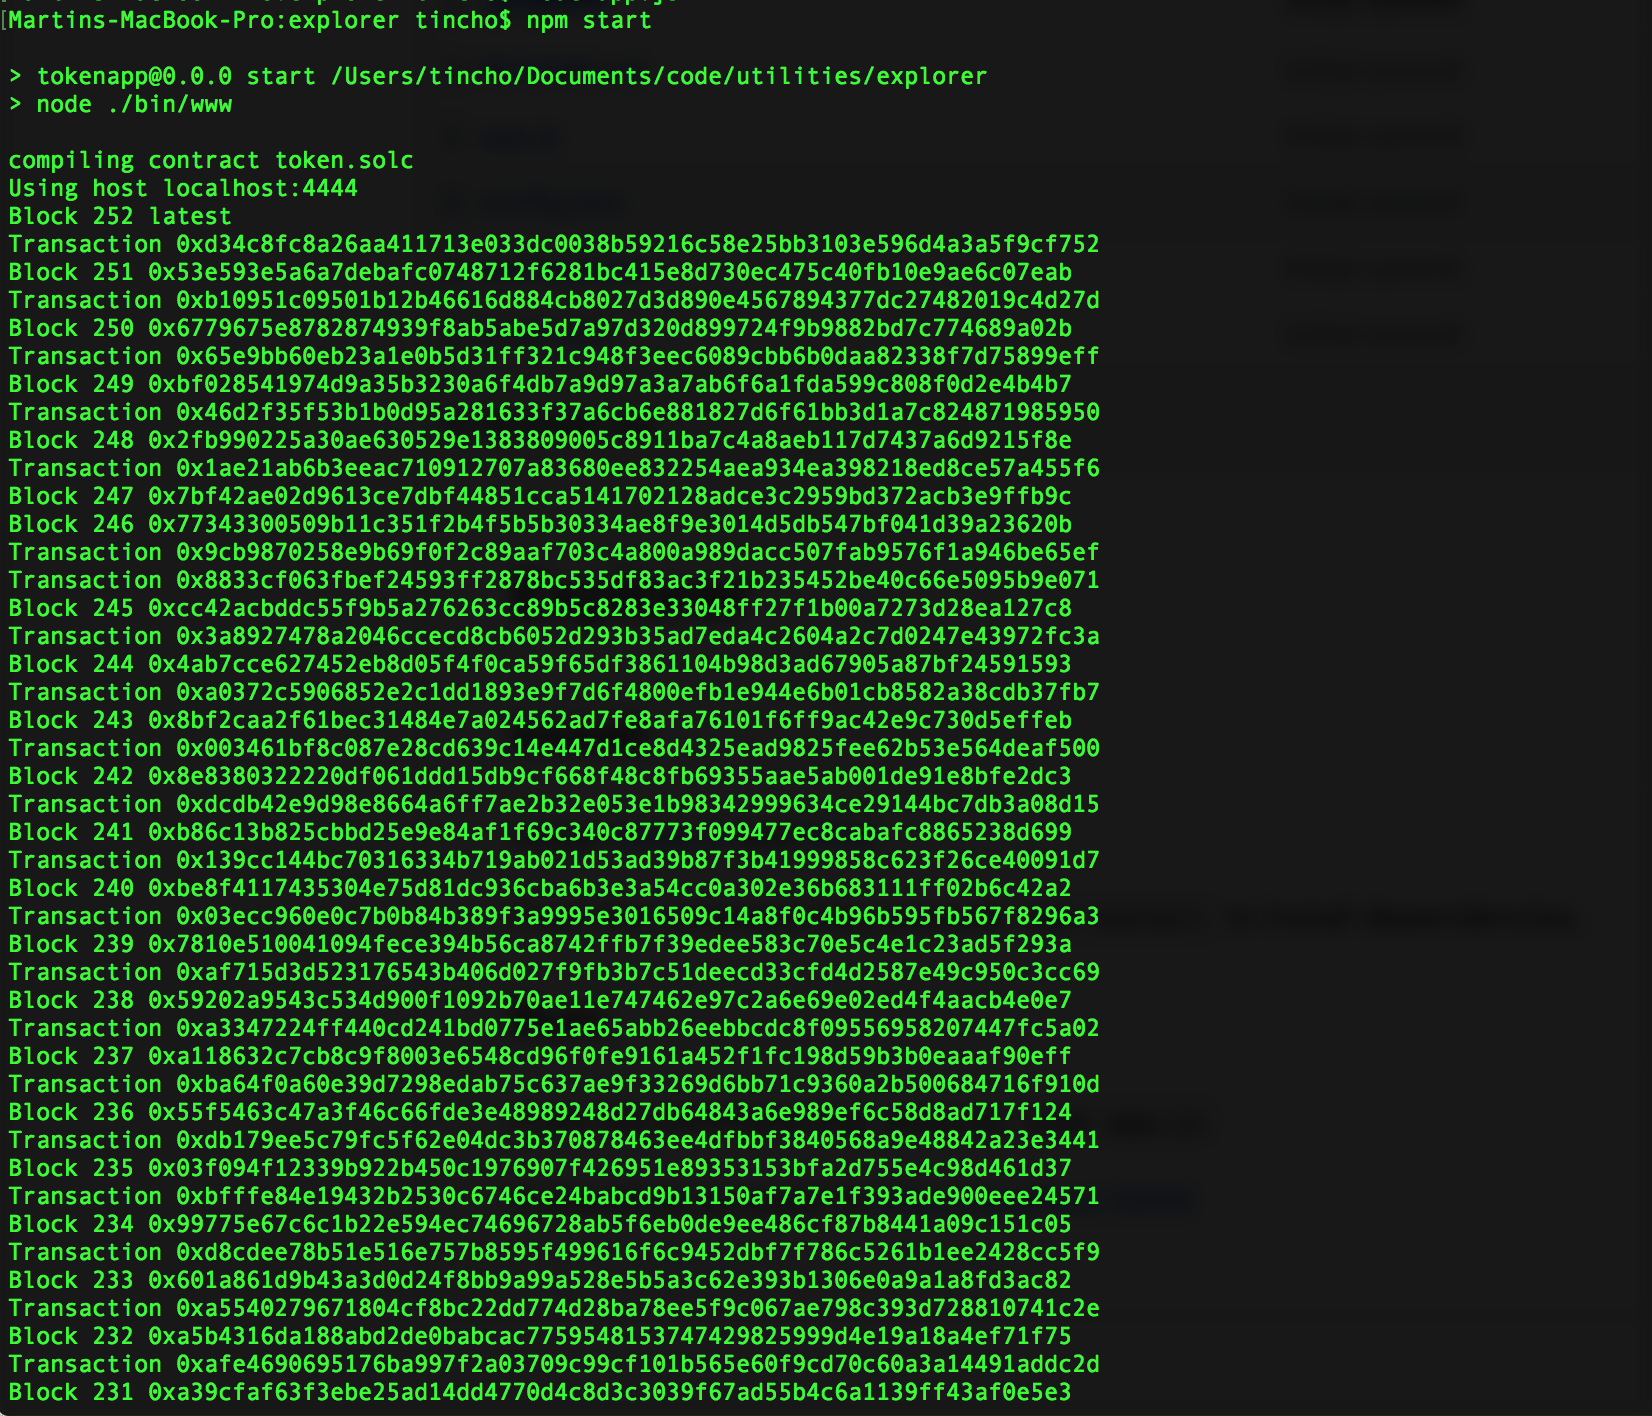 [Martins-MacBook-Pro:explorer tincho$ npm start
> tokenapp@0.0.0 start /Users/tincho/Documents/code/utilities/explorer
> node ./bin/www
compiling contract token.solc
Using host localhost:4444
Block 252 latest
Transaction 0xd34c8fc8a26aa411713e033dc0038b59216c58e25bb3103e596d4a3a5f9cf752
Block 251 0x53e593e5a6a7debafc0748712f6281bc415e8d730ec475c40fb10e9ae6c07eab
Transaction 0xb10951c09501b12b46616d884cb8027d3d890e4567894377dc27482019c4d27d
Block 250 0x6779675e8782874939f8ab5abe5d7a97d320d899724f9b9882bd7c774689a02b
Transaction 0x65e9bb60eb23a1e0b5d31ff321c948f3eec6089cbb6b0daa82338f7d75899eff
Block 249 0xbf028541974d9a35b3230a6f4db7a9d97a3a7ab6f6a1fda599c808f0d2e4b4b7
Transaction 0x46d2f35f53b1b0d95a281633f37a6cb6e881827d6f61bb3d1a7c824871985950
Block 248 0x2fb990225a30ae630529e1383809005c8911ba7c4a8aeb117d7437a6d9215f8e
Transaction 0x1ae21ab6b3eeac710912707a83680ee832254aea934ea398218ed8ce57a455f6
Block 247 0x7bf42ae02d9613ce7dbf44851cca5141702128adce3c2959bd372acb3e9ffb9c
Block 246 0x77343300509b11c351f2b4f5b5b30334ae8f9e3014d5db547bf041d39a23620b
Transaction 0x9cb9870258e9b69f0f2c89aaf703c4a800a989dacc507fab9576f1a946be65ef
Transaction 0x8833cf063fbef24593ff2878bc535df83ac3f21b235452be40c66e5095b9e071
Block 245 0xcc42acbddc55f9b5a276263cc89b5c8283e33048ff27f1b00a7273d28ea127c8
Transaction 0x3a8927478a2046ccecd8cb6052d293b35ad7eda4c2604a2c7d0247e43972fc3a
Block 244 0x4ab7cce627452eb8d05f4f0ca59f65df3861104b98d3ad67905a87bf24591593
Transaction 0xa0372c5906852e2c1dd1893e9f7d6f4800efb1e944e6b01cb8582a38cdb37fb7
Block 243 0x8bf2caa2f61bec31484e7a024562ad7fe8afa76101f6ff9ac42e9c730d5effeb
Transaction 0x003461bf8c087e28cd639c14e447d1ce8d4325ead9825fee62b53e564deaf500
Block 242 0x8e8380322220df061ddd15db9cf668f48c8fb69355aae5ab001de91e8bfe2dc3
Transaction 0xdcdb42e9d98e8664a6ff7ae2b32e053e1b98342999634ce29144bc7db3a08d15
Block 241 0xb86c13b825cbbd25e9e84af1f69c340c87773f099477ec8cabafc8865238d699
Transaction 0x139cc144bc70316334b719ab021d53ad39b87f3b41999858c623f26ce40091d7
Block 240 0xbe8f4117435304e75d81dc936cba6b3e3a54cc0a302e36b683111ff02b6c42a2
Transaction 0x03ecc960e0c7b0b84b389f3a9995e3016509c14a8f0c4b96b595fb567f8296a3
Block 239 0x7810e510041094fece394b56ca8742ffb7f39edee583c70e5c4e1c23ad5f293a
Transaction 0xaf715d3d523176543b406d027f9fb3b7c51deecd33cfd4d2587e49c950c3cc69
Block 238 0x59202a9543c534d900f1092b70ae11e747462e97c2a6e69e02ed4f4aacb4e0e7
Transaction 0xa3347224ff440cd241bd0775e1ae65abb26eebbcdc8f09556958207447fc5a02
Block 237 0xa118632c7cb8c9f8003e6548cd96f0fe9161a452f1fc198d59b3b0eaaaf90eff
Transaction 0xba64f0a60e39d7298edab75c637ae9f33269d6bb71c9360a2b500684716f910d
Block 236 0x55f5463c47a3f46c66fde3e48989248d27db64843a6e989ef6c58d8ad717f124
Transaction 0xdb179ee5c79fc5f62e04dc3b370878463ee4dfbbf3840568a9e48842a23e3441
Block 235 0x03f094f12339b922b450c1976907f426951e89353153bfa2d755e4c98d461d37
Transaction 0xbfffe84e19432b2530c6746ce24babcd9b13150af7a7e1f393ade900eee24571
Block 234 0x99775e67c6c1b22e594ec74696728ab5f6eb0de9ee486cf87b8441a09c151c05
Transaction 0xd8cdee78b51e516e757b8595f499616f6c9452dbf7f786c5261b1ee2428cc5f9
Block 233 0x601a861d9b43a3d0d24f8bb9a99a528e5b5a3c62e393b1306e0a9a1a8fd3ac82
Transaction 0xa5540279671804cf8bc22dd774d28ba78ee5f9c067ae798c393d728810741c2e
Block 232 0xa5b4316da188abd2de0babcac77595481537474298​25999d4e19a18a4ef71f75
Transaction 0xafe4690695176ba997f2a03709c99cf101b565e60f9cd70c60a3a14491addc2d
Block 231 0xa39cfaf63f3ebe25ad14dd4770d4c8d3c3039f67ad55b4c6a1139ff43af0e5e3